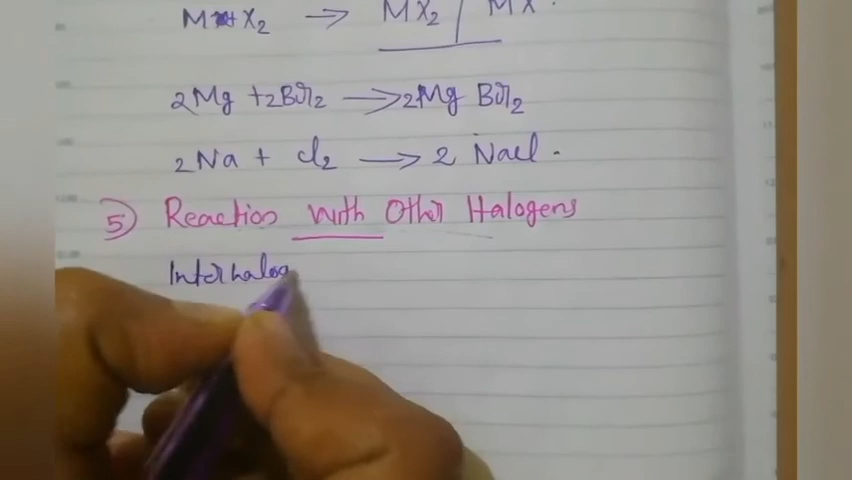 M + X₂ → MX₂ / MX.
2Mg + 2Br₂ → 2Mg Br₂
2Na + Cl₂ → 2 NaCl.
5) Reaction with Other Halogens
Interhalog